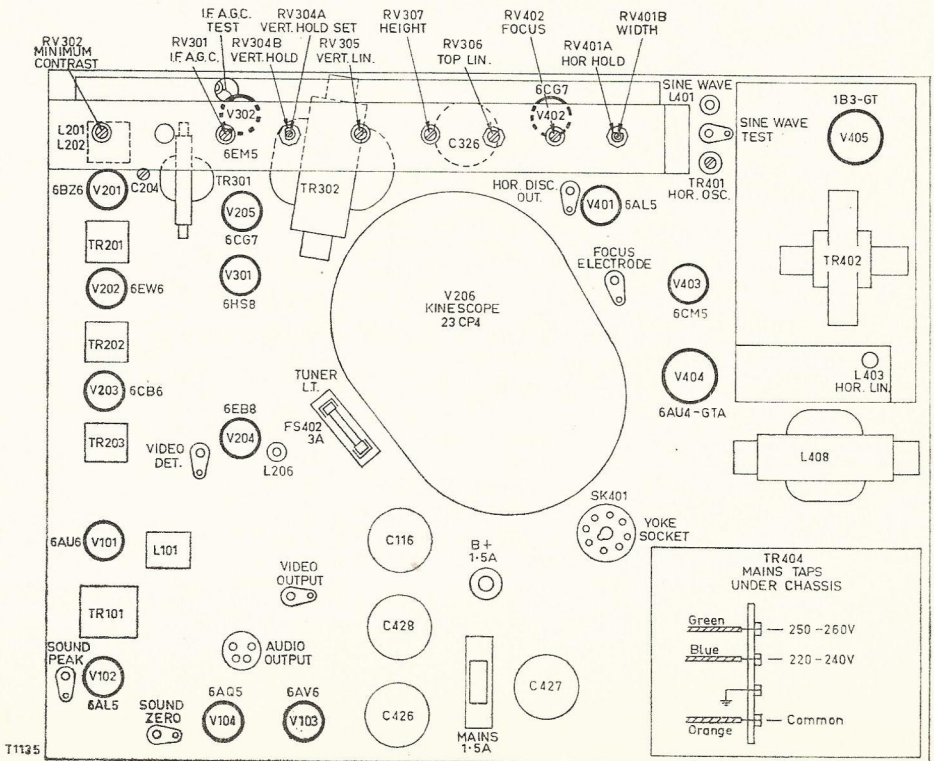 RV302
MINIMUM
CONTRAST
RV301
I.F. A.G.C.
I.F. A.G.C.
TEST
RV304B
VERT. HOLD
RV304A
VERT. HOLD SET
RV305
VERT. LIN.
RV307
HEIGHT
RV306
TOP LIN.
RV402
FOCUS
RV401A
HOR HOLD
RV401B
WIDTH
L201
L202
V302
6EM5
C326
6CG7
V402
SINE WAVE
L401
SINE WAVE
TEST
TR401
HOR. OSC.
1B3-GT
V405
6BZ6
V201
C204
TR301
V205
6CG7
TR302
HOR. DISC.
OUT.
V401
6AL5
TR201
V202
6EW6
V301
6HS8
V206
KINESCOPE
23CP4
FOCUS
ELECTRODE
V403
6CM5
TR402
TR202
V203
6CB6
TR203
VIDEO
DET.
6EB8
V204
L206
TUNER
L.T.
FS402
3A
V404
6AU4-GTA
L403
HOR. LIN.
L408
6AU6
V101
L101
C116
B+
1·5A
SK401
YOKE
SOCKET
VIDEO
OUTPUT
TR101
SOUND
PEAK
V102
6AL5
AUDIO
OUTPUT
C428
SOUND
ZERO
6AQ5
V104
6AV6
V103
C426
MAINS
1·5A
C427
TR404
MAINS TAPS
UNDER CHASSIS
Green
250-260V
Blue
220-240V
Orange
Common
T1135